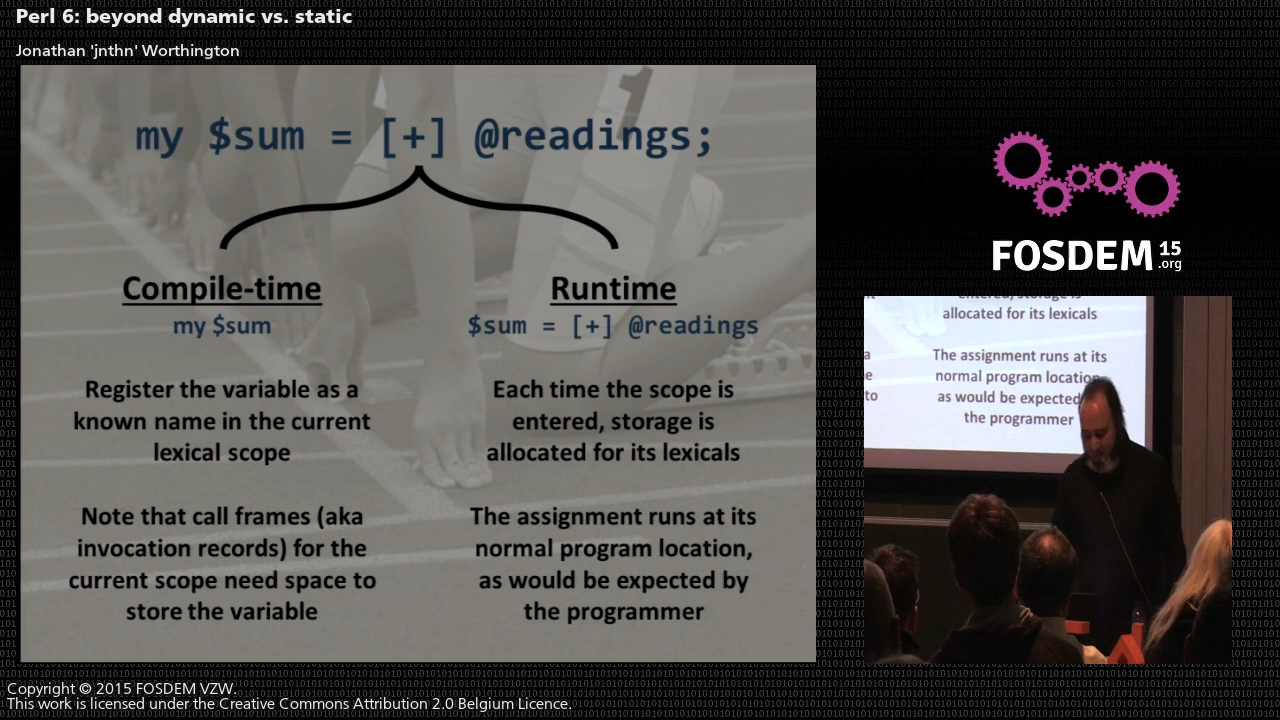 Perl 6: beyond dynamic vs. static
Jonathan 'jnthn' Worthington
my $sum = [+] @readings;
Compile-time
my $sum
Register the variable as a
known name in the current
lexical scope
Note that call frames (aka
invocation records) for the
current scope need space to
store the variable
Runtime
$sum = [+] @readings
Each time the scope is
entered, storage is
allocated for its lexicals
The assignment runs at its
normal program location,
as would be expected by
the programmer
FOSDEM 15
.org
entered, storage is
allocated for its lexicals
The assignment runs at its
normal program location
as would be expected
the programmer
to
Copyright © 2015 FOSDEM VZW.
This work is licensed under the Creative Commons Attribution 2.0 Belgium Licence.